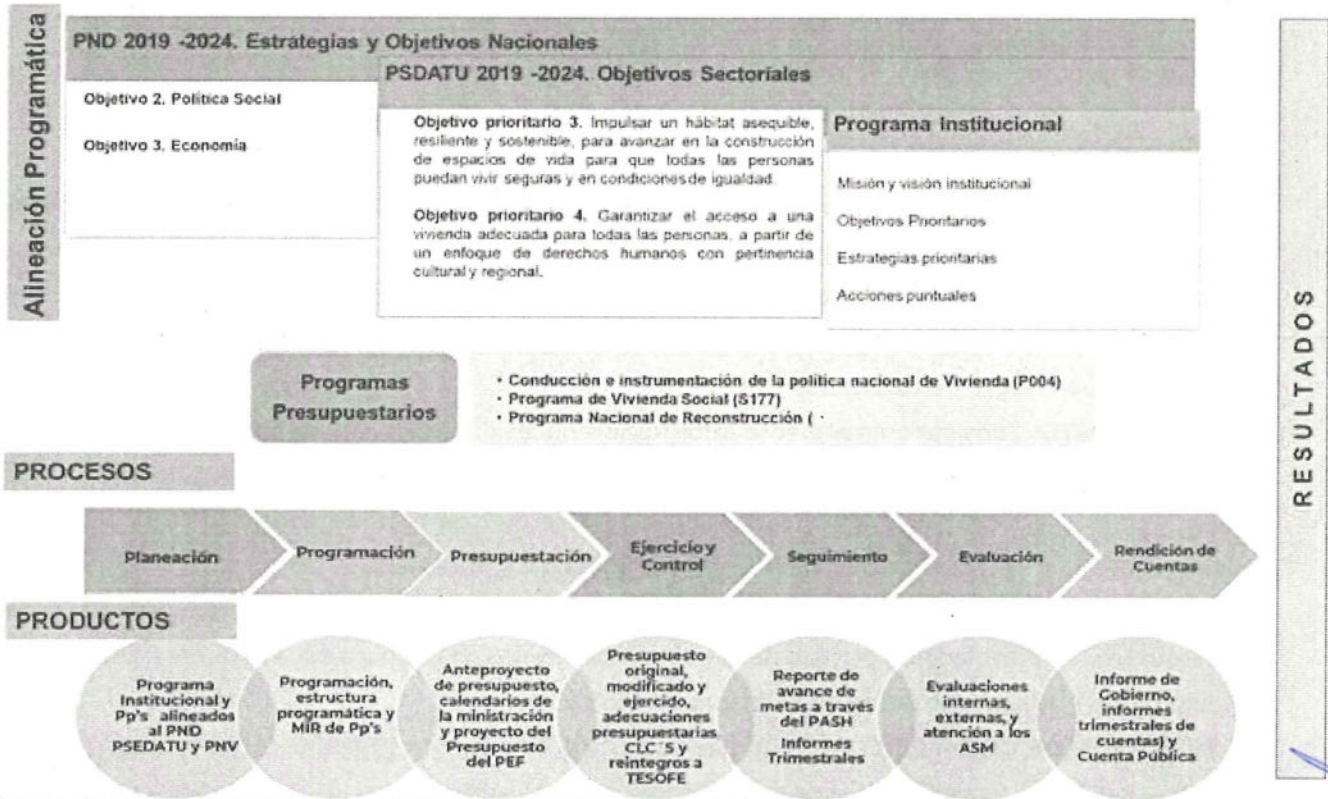 Alineación Programática
PND 2019 -2024. Estrategias y Objetivos Nacionales
Objetivo 2. Política Social
Objetivo 3. Economía
PSDATU 2019 -2024. Objetivos Sectoriales
Objetivo prioritario 3. Impulsar un hábitat asequible,
resiliente y sostenible, para avanzar en la construcción
de espacios de vida para que todas las personas
puedan vivir seguras y en condiciones de igualdad.
Objetivo prioritario 4. Garantizar el acceso a una
vivienda adecuada para todas las personas, a partir de
un enfoque de derechos humanos con pertinencia
cultural y regional.
Programa Institucional
Misión y visión institucional
Objetivos Prioritarios
Estrategias prioritarias
Acciones puntuales
Programas
Presupuestarios
• Conducción e instrumentación de la política nacional de Vivienda (P004)
• Programa de Vivienda Social (S177)
• Programa Nacional de Reconstrucción (
PROCESOS
Planeación
Programación
Presupuestación
Ejercicio y
Control
Seguimiento
Evaluación
Rendición de
Cuentas
PRODUCTOS
Programa
Institucional y
Pp's alineados
al PND
PSEDATU y PNV
Programación,
estructura
programática y
MIR de Pp's
Anteproyecto
de presupuesto,
calendarios de
la ministración
y proyecto del
Presupuesto
del PEF
Presupuesto
original,
modificado y
ejercido,
adecuaciones
presupuestarias
CLC´S y
reintegros a
TESOFE
Reporte de
avance de
metas a través
del PASH
Informes
Trimestrales
Evaluaciones
internas,
externas, y
atención a los
ASM
Informe de
Gobierno,
informes
trimestrales de
cuentas) y
Cuenta Pública
RESULTADOS